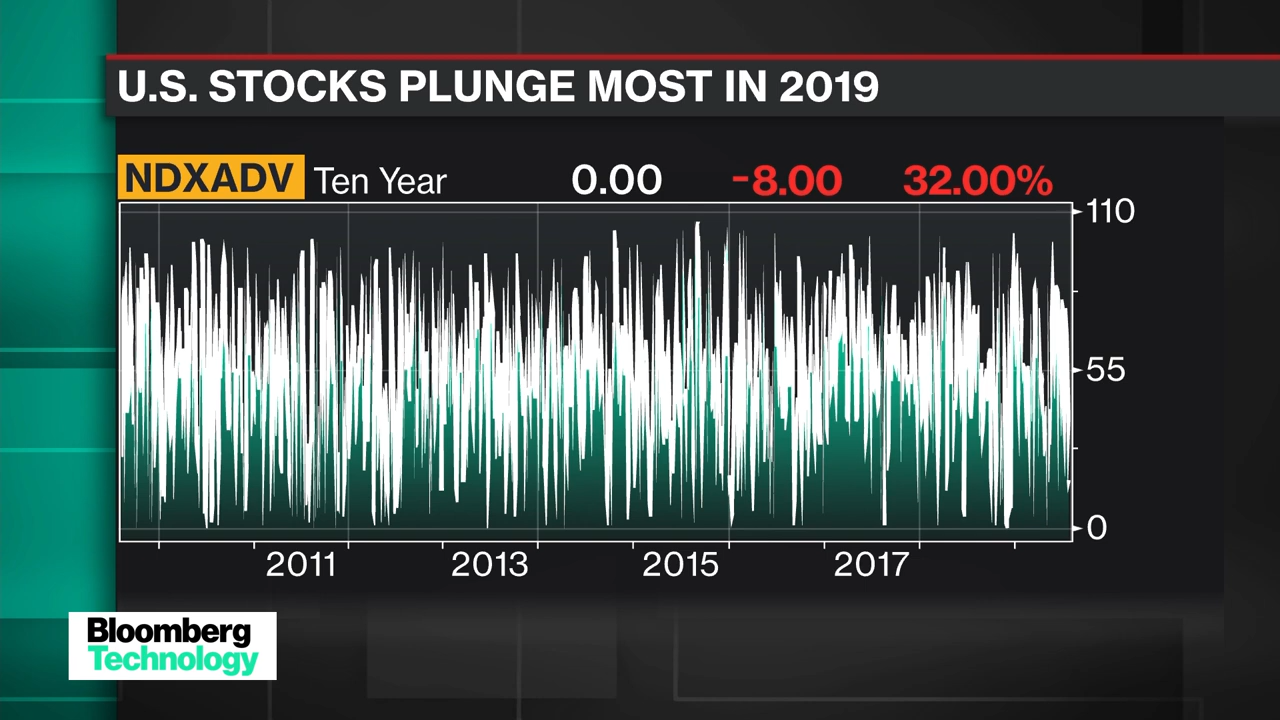 U.S. STOCKS PLUNGE MOST IN 2019
NDXADV Ten Year 0.00 -8.00 32.00%
110
55
0
2011 2013 2015 2017
Bloomberg
Technology